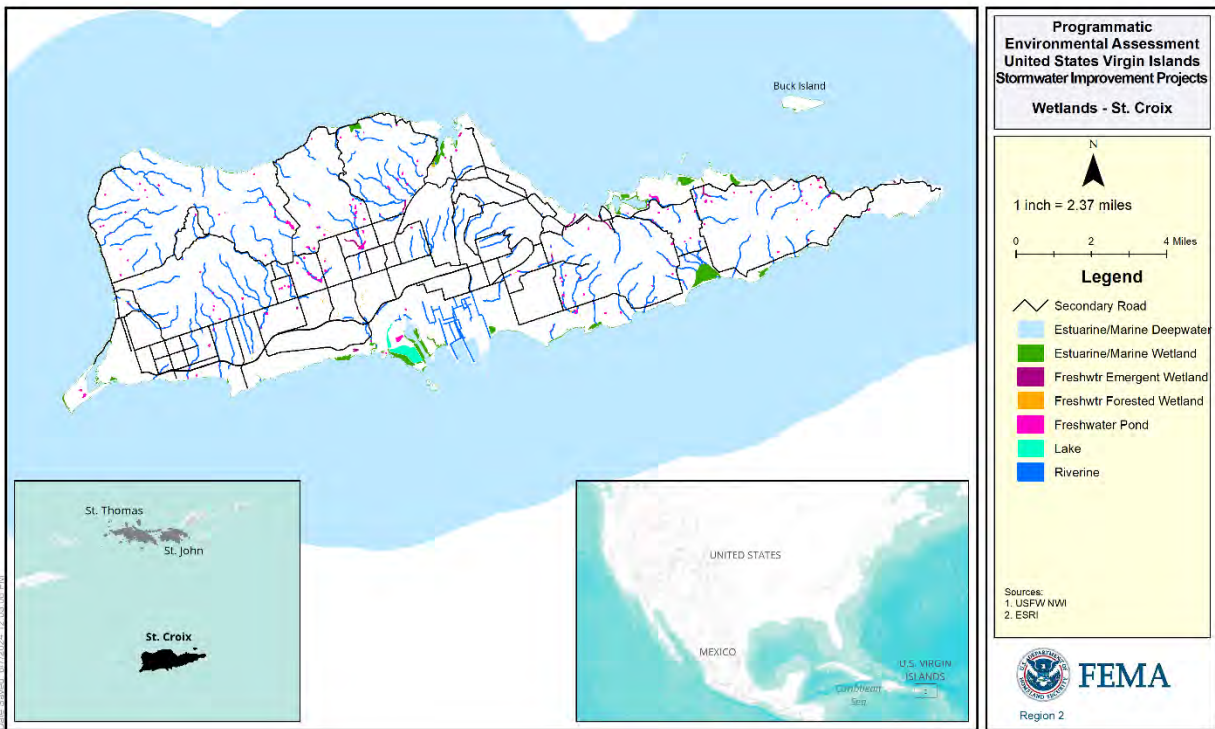 Buck Island
St. Thomas
St. John
St. Croix
UNITED STATES
MEXICO
U.S. VIRGIN
ISLANDS
Caribbean
Sea
Programmatic
Environmental Assessment
United States Virgin Islands
Stormwater Improvement Projects
Wetlands - St. Croix
N
1 inch = 2.37 miles
0 2 4 Miles
Legend
Secondary Road
Estuarine/Marine Deepwater
Estuarine/Marine Wetland
Freshwtr Emergent Wetland
Freshwtr Forested Wetland
Freshwater Pond
Lake
Riverine
Sources:
1. USFW NWI
2. ESRI
FEMA
Region 2